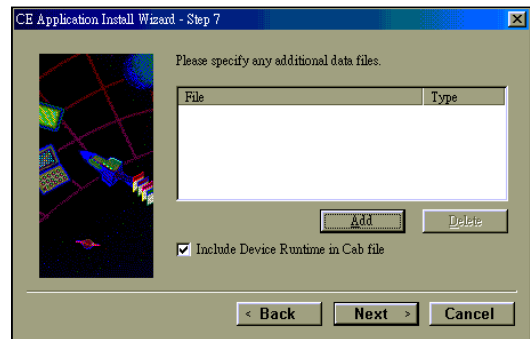 CE Application Install Wizard - Step 7
Please specify any additional data files.
File Type
Add Delete
Include Device Runtime in Cab file
< Back Next > Cancel